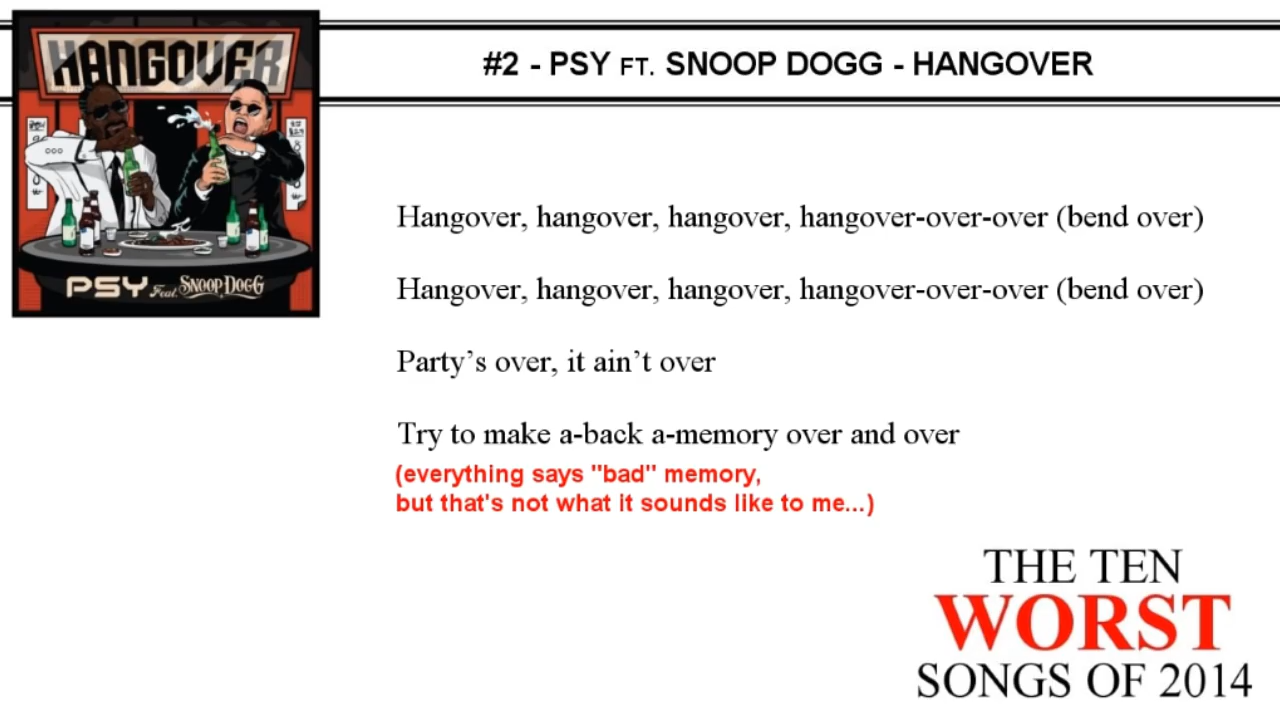 HANGOVER
PSY Feat. SNOOP DOGG
#2 - PSY FT. SNOOP DOGG - HANGOVER
Hangover, hangover, hangover, hangover-over-over (bend over)
Hangover, hangover, hangover, hangover-over-over (bend over)
Party’s over, it ain’t over
Try to make a-back a-memory over and over
(everything says "bad" memory,
but that's not what it sounds like to me...)
THE TEN
WORST
SONGS OF 2014